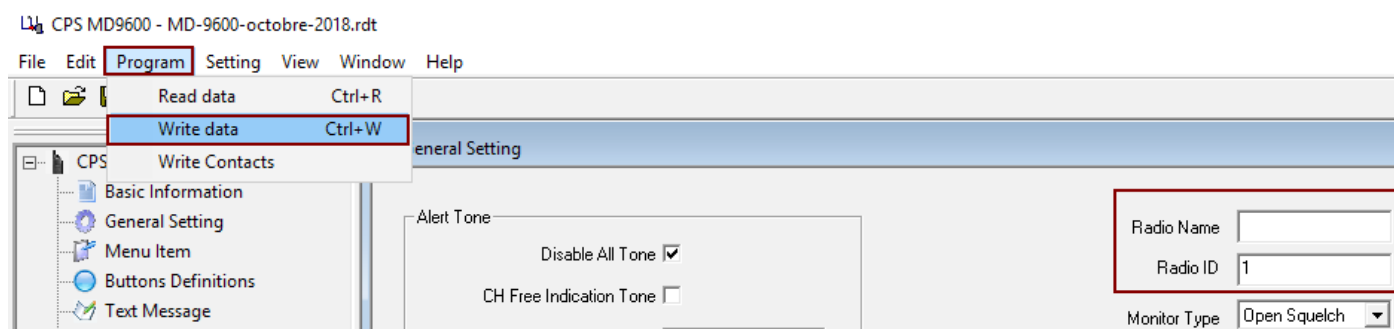 CPS MD9600 - MD-9600-octobre-2018.rdt
File Edit Program Setting View Window Help
Read data Ctrl+R
Write data Ctrl+W
Write Contacts
CPS
Basic Information
General Setting
Menu Item
Buttons Definitions
Text Message
eneral Setting
Alert Tone
Disable All Tone
CH Free Indication Tone
Radio Name
Radio ID 1
Monitor Type Open Squelch